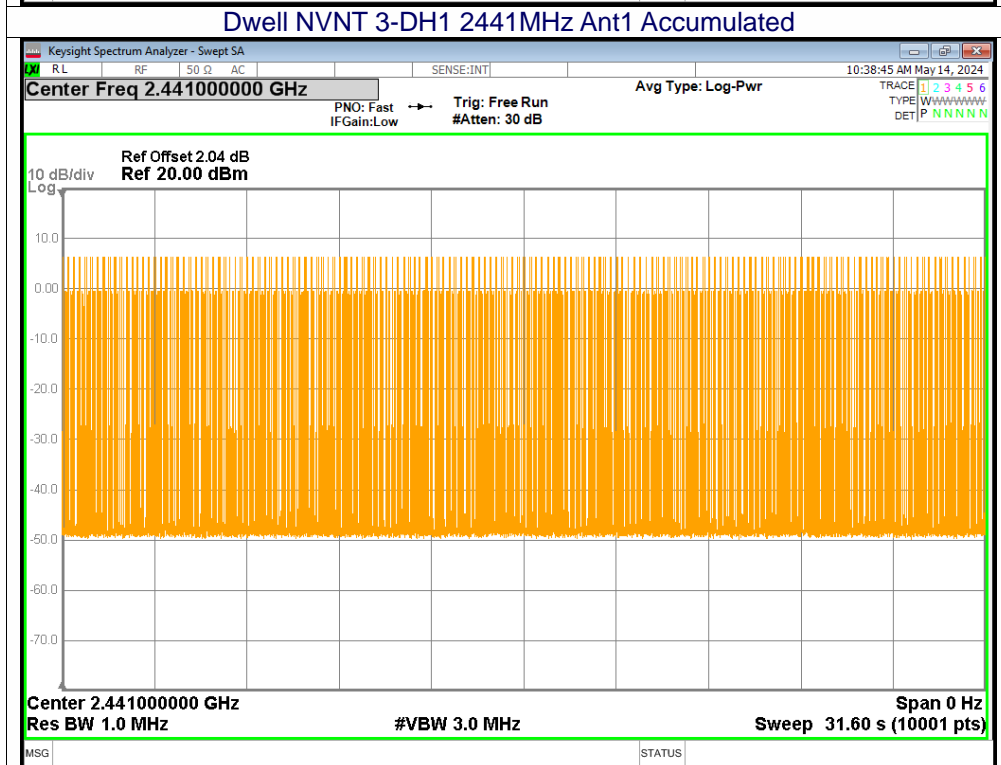 Dwell NVNT 3-DH1 2441MHz Ant1 Accumulated
Keysight Spectrum Analyzer - Swept SA
LXI RL RF 50 Ω AC SENSE:INT 10:38:45 AM May 14, 2024
Center Freq 2.441000000 GHz Avg Type: Log-Pwr TRACE 1 2 3 4 5 6
PNO: Fast Trig: Free Run TYPE WWWWWWW
IFGain:Low #Atten: 30 dB DET P N N N N N
Ref Offset 2.04 dB
10 dB/div Ref 20.00 dBm
Log
10.0
0.00
-10.0
-20.0
-30.0
-40.0
-50.0
-60.0
-70.0
Center 2.441000000 GHz Span 0 Hz
Res BW 1.0 MHz #VBW 3.0 MHz Sweep 31.60 s (10001 pts)
MSG STATUS